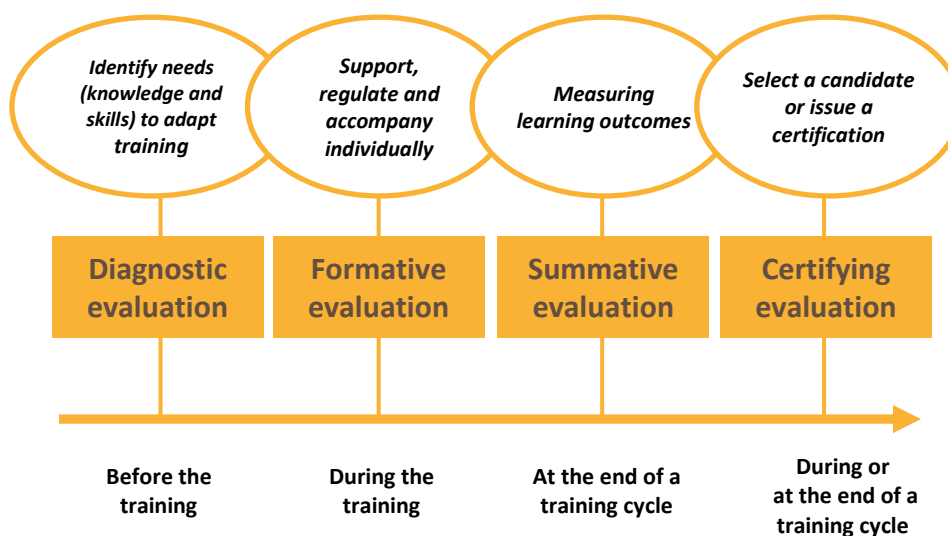 Identify needs
(knowledge and
skills) to adapt
training
Support,
regulate and
accompany
individually
Measuring
learning outcomes
Select a candidate
or issue a
certification
Diagnostic
evaluation
Formative
evaluation
Summative
evaluation
Certifying
evaluation
Before the
training
During the
training
At the end of a
training cycle
During or
at the end of a
training cycle